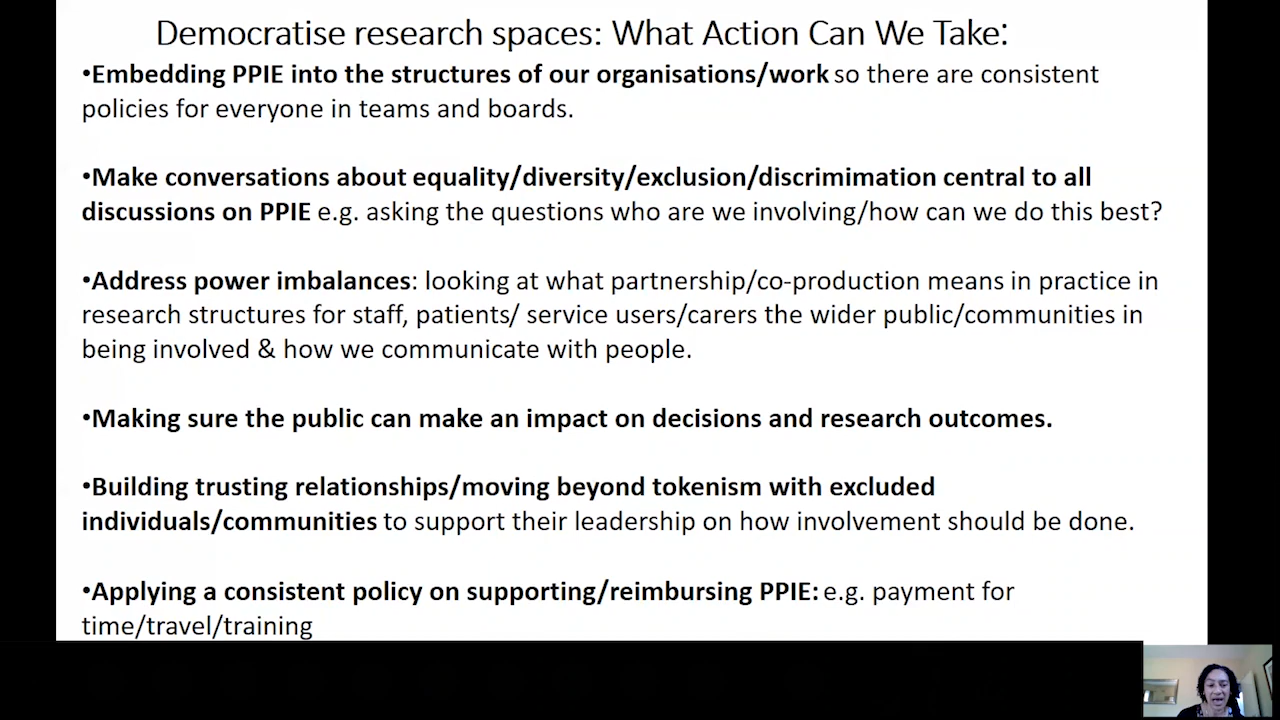 Democratise research spaces: What Action Can We Take:
•Embedding PPIE into the structures of our organisations/work so there are consistent
policies for everyone in teams and boards.
•Make conversations about equality/diversity/exclusion/discrimimation central to all
discussions on PPIE e.g. asking the questions who are we involving/how can we do this best?
•Address power imbalances: looking at what partnership/co-production means in practice in
research structures for staff, patients/ service users/carers the wider public/communities in
being involved & how we communicate with people.
•Making sure the public can make an impact on decisions and research outcomes.
•Building trusting relationships/moving beyond tokenism with excluded
individuals/communities to support their leadership on how involvement should be done.
•Applying a consistent policy on supporting/reimbursing PPIE: e.g. payment for
time/travel/training